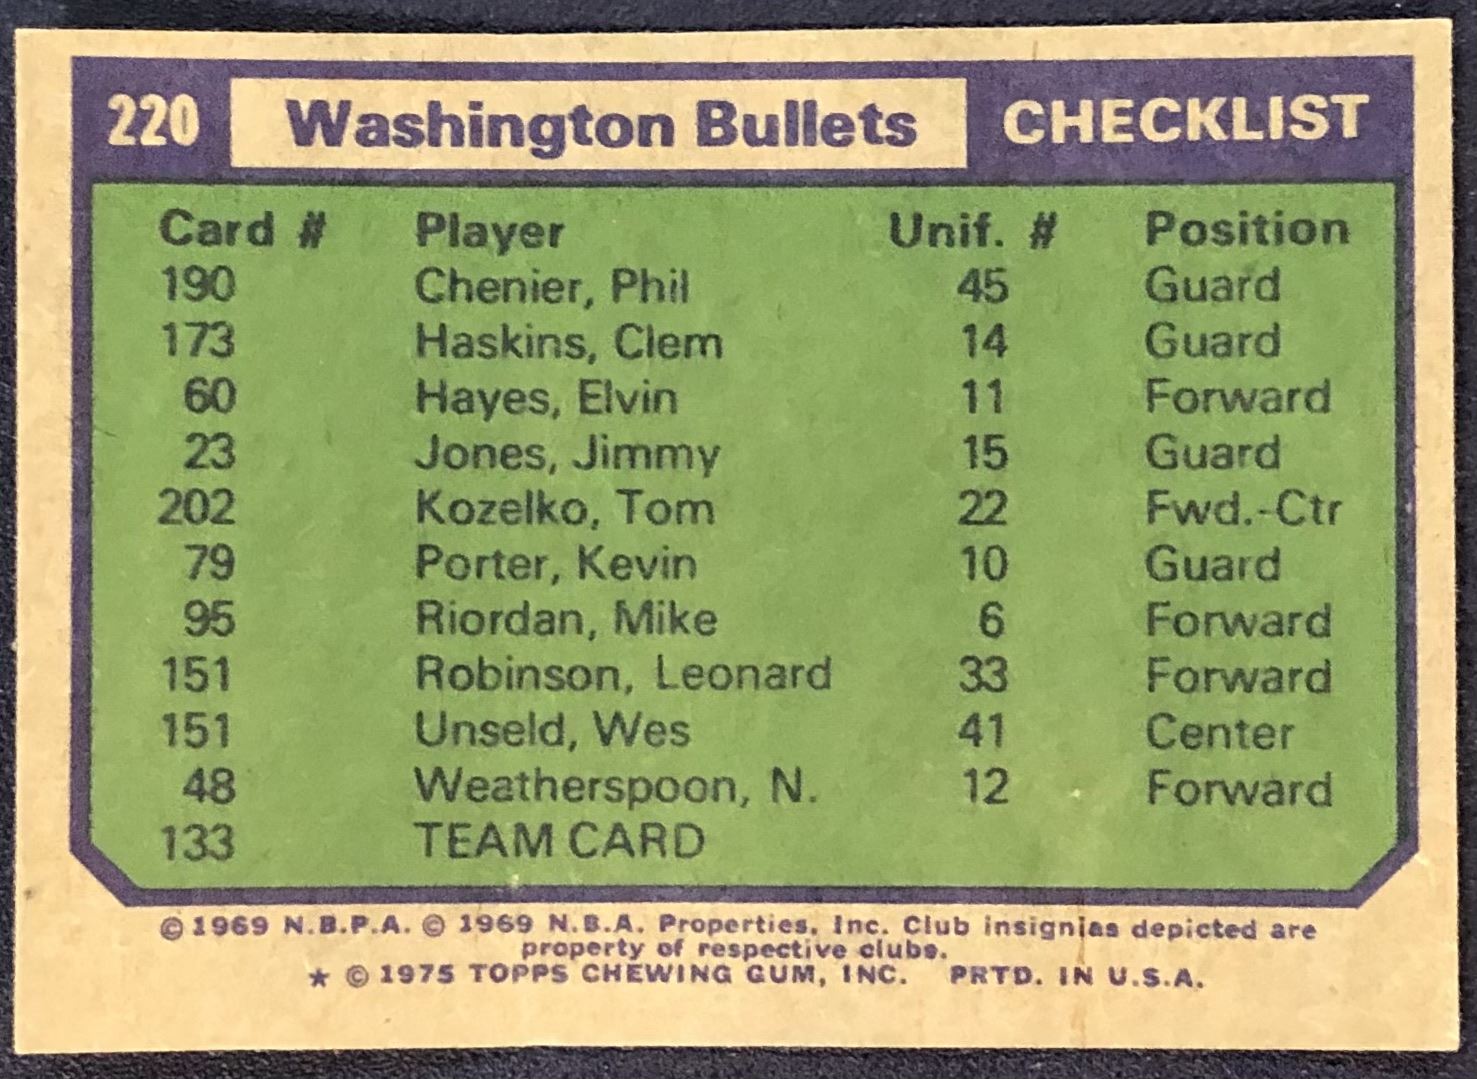 220 Washington Bullets CHECKLIST
Card # Player Unif. # Position
190 Chenier, Phil 45 Guard
173 Haskins, Clem 14 Guard
60 Hayes, Elvin 11 Forward
23 Jones, Jimmy 15 Guard
202 Kozelko, Tom 22 Fwd.-Ctr
79 Porter, Kevin 10 Guard
95 Riordan, Mike 6 Forward
151 Robinson, Leonard 33 Forward
151 Unseld, Wes 41 Center
48 Weatherspoon, N. 12 Forward
133 TEAM CARD
© 1969 N.B.P.A. © 1969 N.B.A. Properties, Inc. Club insignias depicted are
property of respective clubs.
★ © 1975 TOPPS CHEWING GUM, INC. PRTD. IN U.S.A.